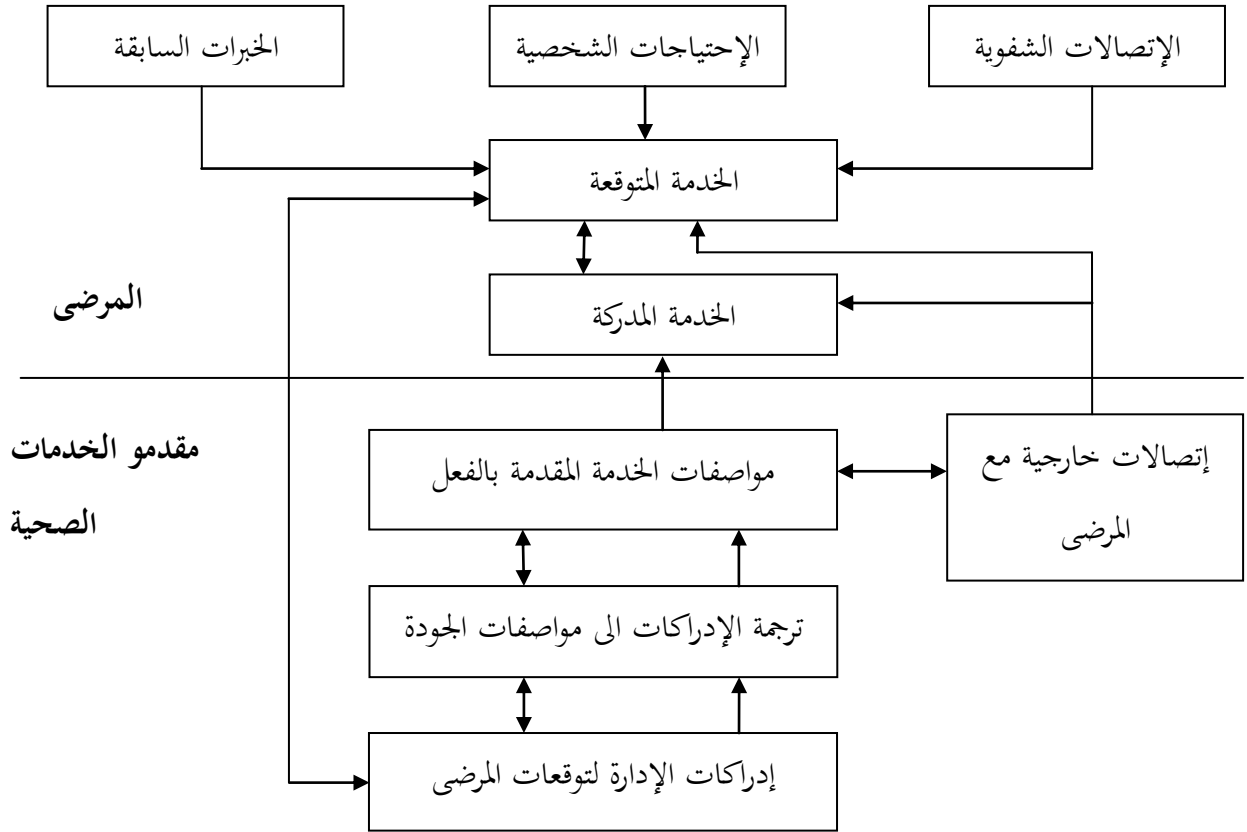 الإتصالات الشفوية
الإحتياجات الشخصية
الخبرات السابقة
الخدمة المتوقعة
المرضى
الخدمة المدركة
مقدمو الخدمات
الصحية
إتصالات خارجية مع
المرضى
مواصفات الخدمة المقدمة بالفعل
ترجمة الإدراكات الى مواصفات الجودة
إدراكات الإدارة لتوقعات المرضى